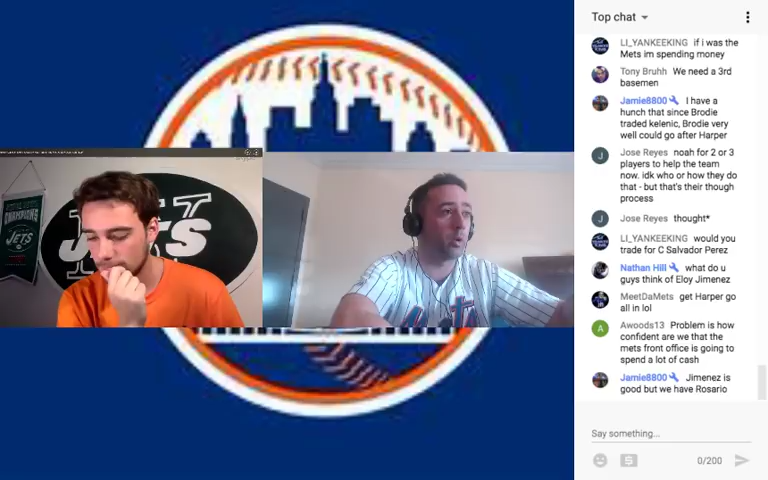 Top chat
LI_YANKEEKING if i was the
Mets im spending money
Tony Bruhh We need a 3rd
basemen
Jamie8800 I have a
hunch that since Brodie
traded kelenic, Brodie very
well could go after Harper
J Jose Reyes noah for 2 or 3
players to help the team
now. idk who or how they do
that - but that's their though
process
J Jose Reyes thought*
LI_YANKEEKING would you
trade for C Salvador Perez
Nathan Hill what do u
guys think of Eloy Jimenez
MeetDaMets get Harper go
all in lol
A Awoods13 Problem is how
confident are we that the
mets front office is going to
spend a lot of cash
Jamie8800 Jimenez is
good but we have Rosario
Say something...
0/200
CHAMPIONS
JETS
JETS
Mets